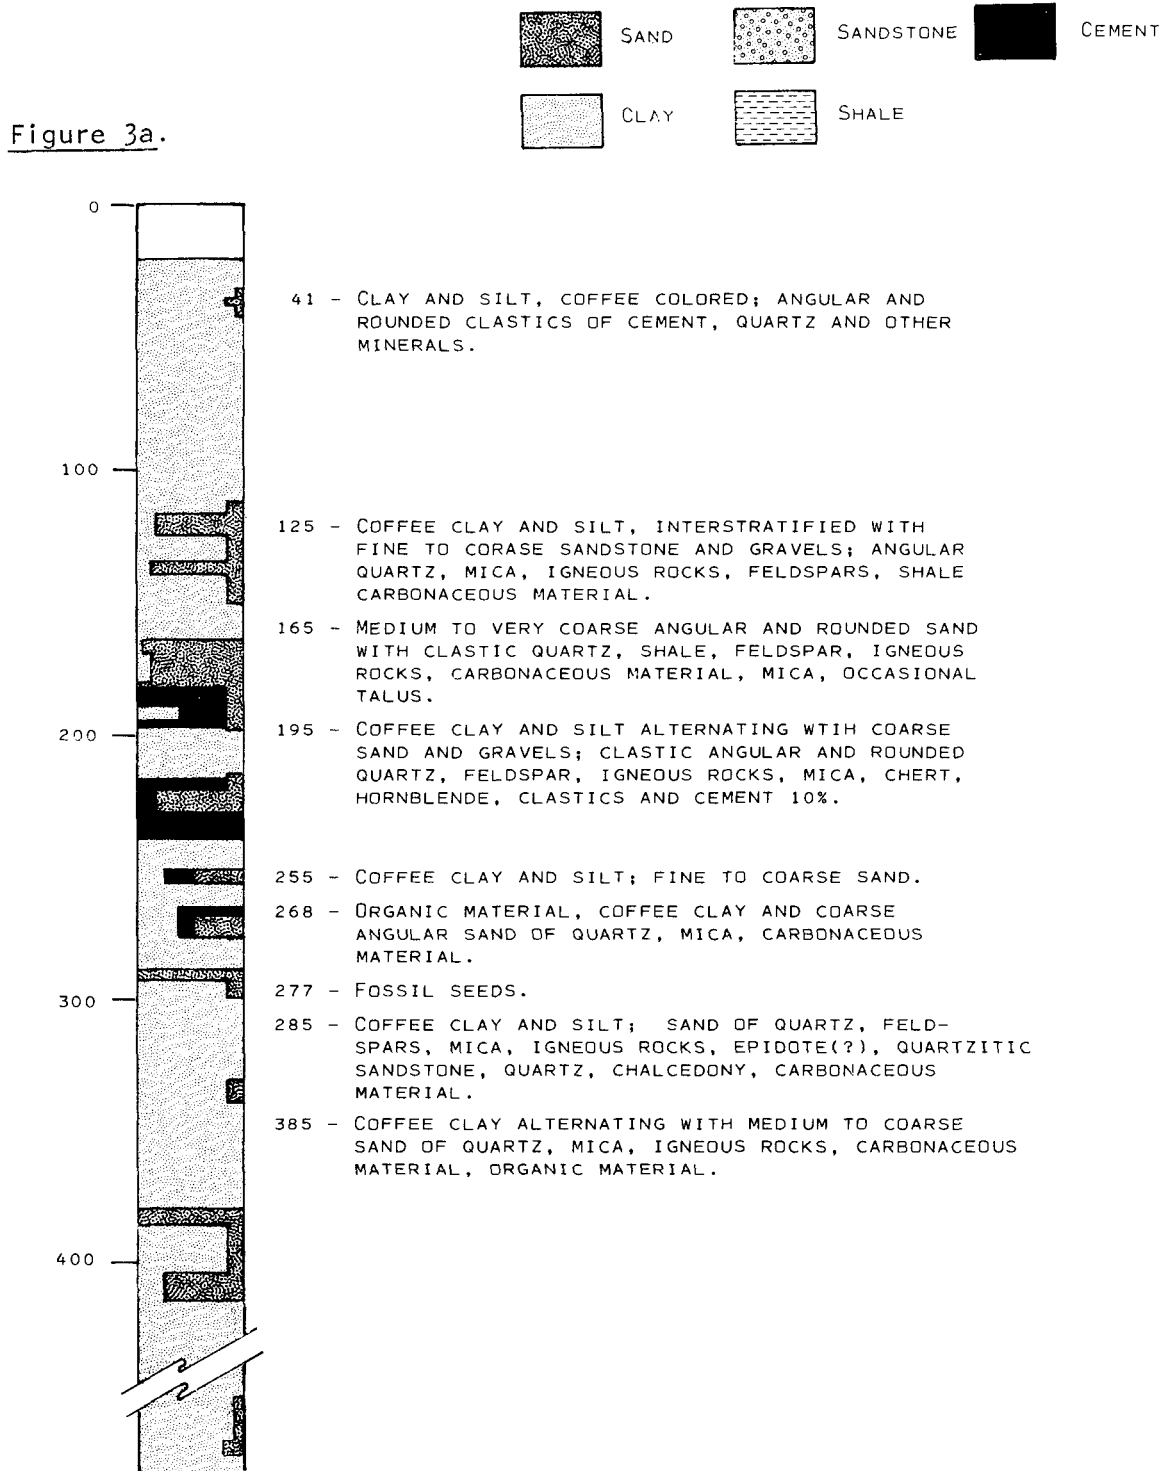 SAND
SANDSTONE
CEMENT
CLAY
SHALE
Figure 3a.
0
41 - CLAY AND SILT, COFFEE COLORED; ANGULAR AND
ROUNDED CLASTICS OF CEMENT, QUARTZ AND OTHER
MINERALS.
100
125 - COFFEE CLAY AND SILT, INTERSTRATIFIED WITH
FINE TO CORASE SANDSTONE AND GRAVELS; ANGULAR
QUARTZ, MICA, IGNEOUS ROCKS, FELDSPARS, SHALE
CARBONACEOUS MATERIAL.
165 - MEDIUM TO VERY COARSE ANGULAR AND ROUNDED SAND
WITH CLASTIC QUARTZ, SHALE, FELDSPAR, IGNEOUS
ROCKS, CARBONACEOUS MATERIAL, MICA, OCCASIONAL
TALUS.
200
195 - COFFEE CLAY AND SILT ALTERNATING WTIH COARSE
SAND AND GRAVELS; CLASTIC ANGULAR AND ROUNDED
QUARTZ, FELDSPAR, IGNEOUS ROCKS, MICA, CHERT,
HORNBLENDE, CLASTICS AND CEMENT 10%.
255 - COFFEE CLAY AND SILT; FINE TO COARSE SAND.
268 - ORGANIC MATERIAL, COFFEE CLAY AND COARSE
ANGULAR SAND OF QUARTZ, MICA, CARBONACEOUS
MATERIAL.
300
277 - FOSSIL SEEDS.
285 - COFFEE CLAY AND SILT; SAND OF QUARTZ, FELD-
SPARS, MICA, IGNEOUS ROCKS, EPIDOTE(?), QUARTZITIC
SANDSTONE, QUARTZ, CHALCEDONY, CARBONACEOUS
MATERIAL.
385 - COFFEE CLAY ALTERNATING WITH MEDIUM TO COARSE
SAND OF QUARTZ, MICA, IGNEOUS ROCKS, CARBONACEOUS
MATERIAL, ORGANIC MATERIAL.
400